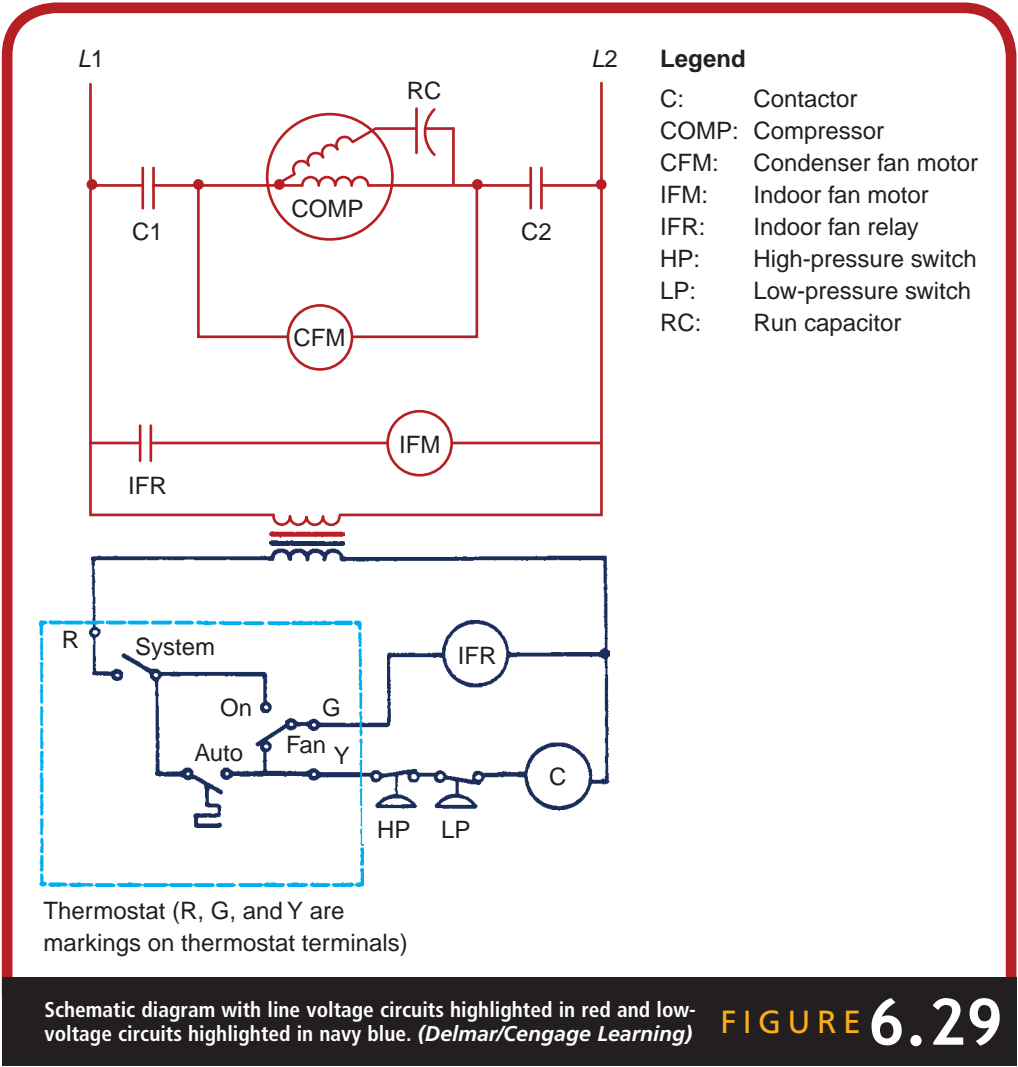 L1
L2
RC
COMP
C1
C2
CFM
IFM
IFR
Legend
C: Contactor
COMP: Compressor
CFM: Condenser fan motor
IFM: Indoor fan motor
IFR: Indoor fan relay
HP: High-pressure switch
LP: Low-pressure switch
RC: Run capacitor
R
System
IFR
On
G
Fan
Auto
Y
C
HP
LP
Thermostat (R, G, and Y are
markings on thermostat terminals)
Schematic diagram with line voltage circuits highlighted in red and low-
voltage circuits highlighted in navy blue. (Delmar/Cengage Learning)
FIGURE 6.29